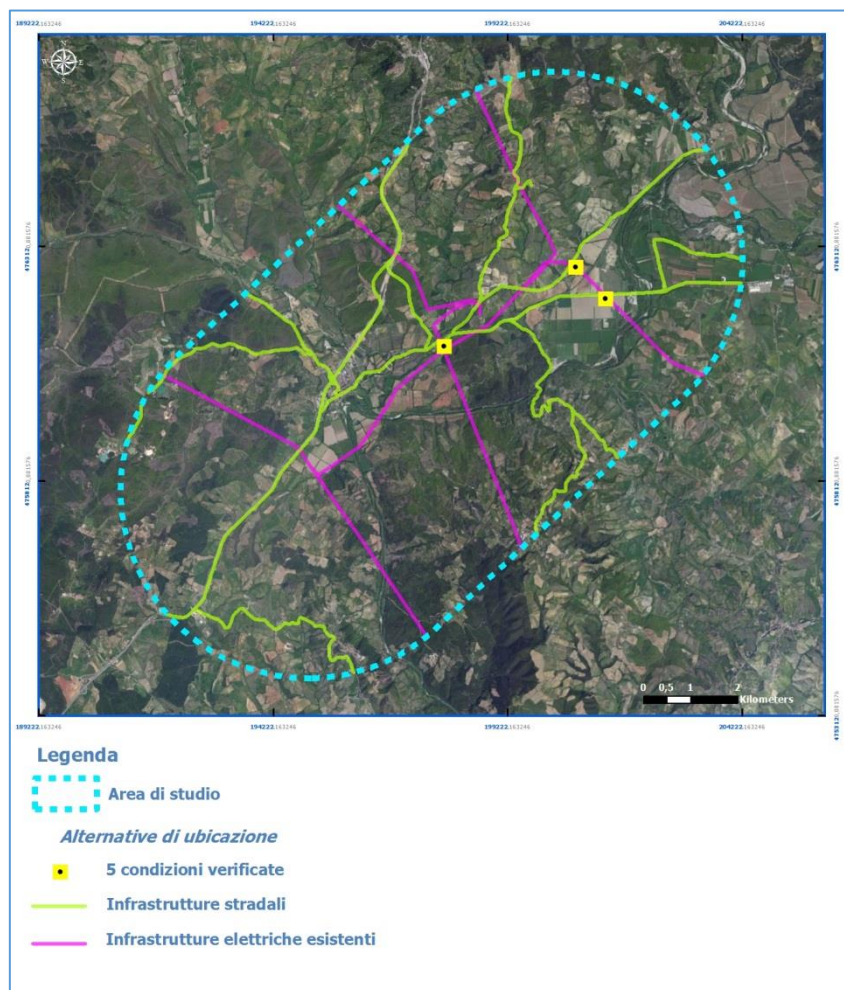 189222,163246 194222,163246 199222,163246 204222,163246
W E
S
0 0,5 1 2
Kilometers
189222,163246 194222,163246 199222,163246 204222,163246
Legenda
Area di studio
Alternative di ubicazione
5 condizioni verificate
Infrastrutture stradali
Infrastrutture elettriche esistenti